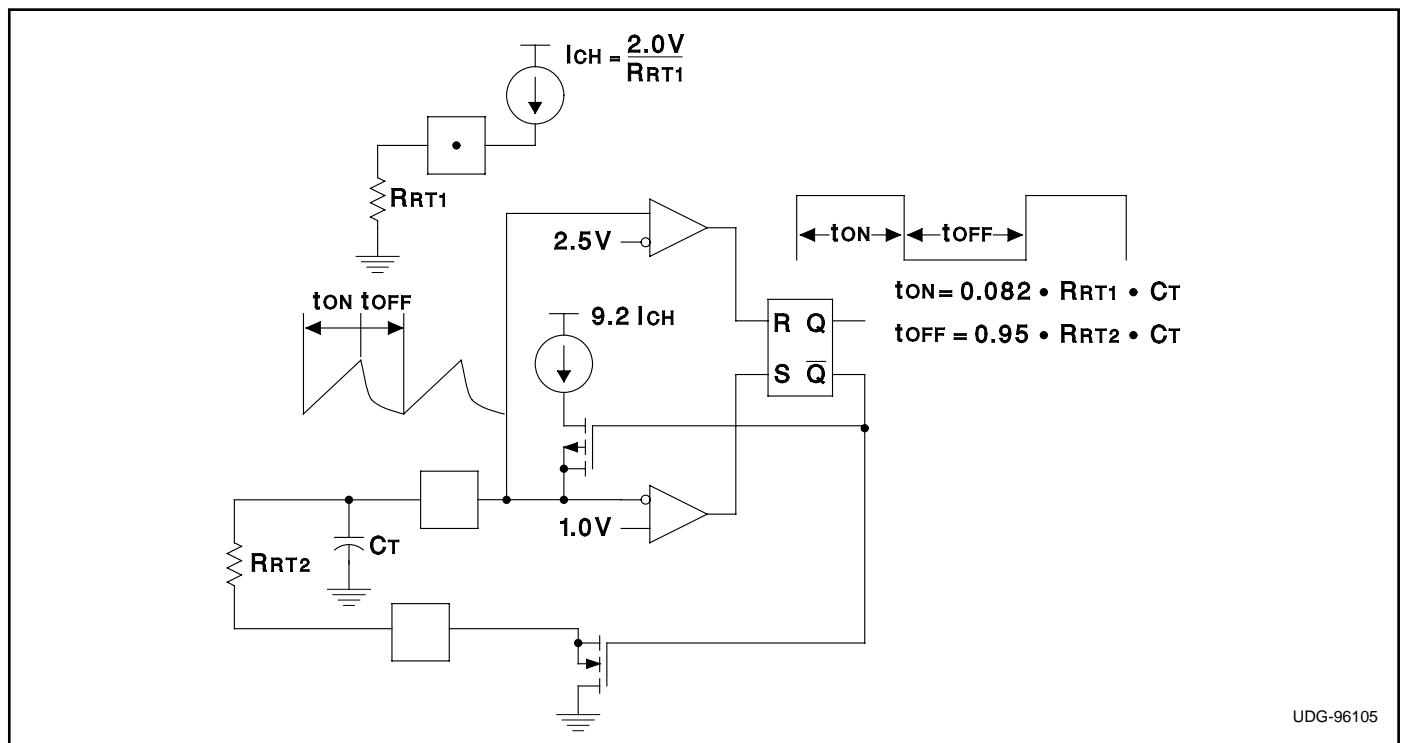 ICH = 2.0V / RRT1
RRT1
2.5V
tON tOFF
tON = 0.082 • RRT1 • CT
tON tOFF
9.2 ICH
tOFF = 0.95 • RRT2 • CT
R Q
S Q̅
1.0V
CT
RRT2
UDG-96105